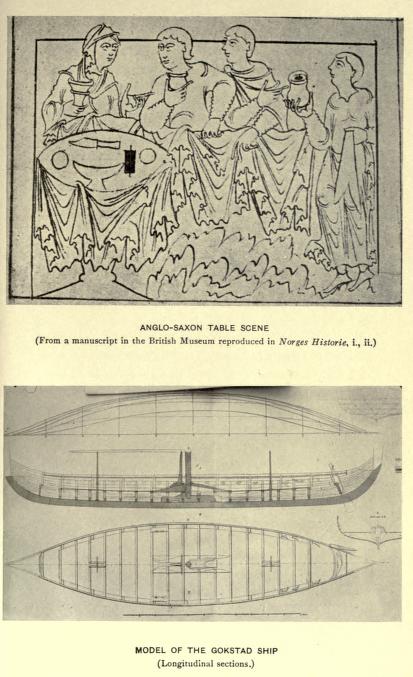 ANGLO-SAXON TABLE SCENE
(From a manuscript in the British Museum reproduced in Norges Historie, i., ii.)
MODEL OF THE GOKSTAD SHIP
(Longitudinal sections.)